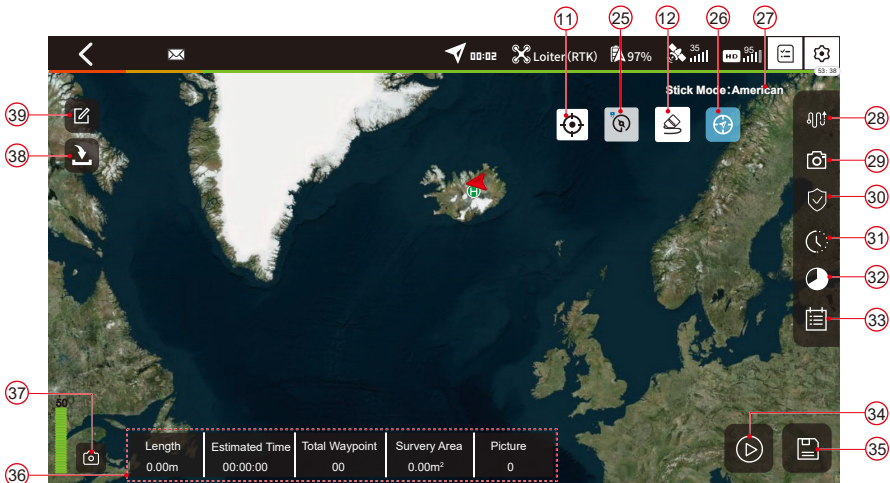 11 25 12 26 27
00:02 Loiter(RTK) 97% 35 HD 95
53:38
Stick Mode:American
39
38
28
29
30
31
32
33
34
35
37
50
H
36
Length Estimated Time Total Waypoint Survery Area Picture
0.00m 00:00:00 00 0.00m² 0